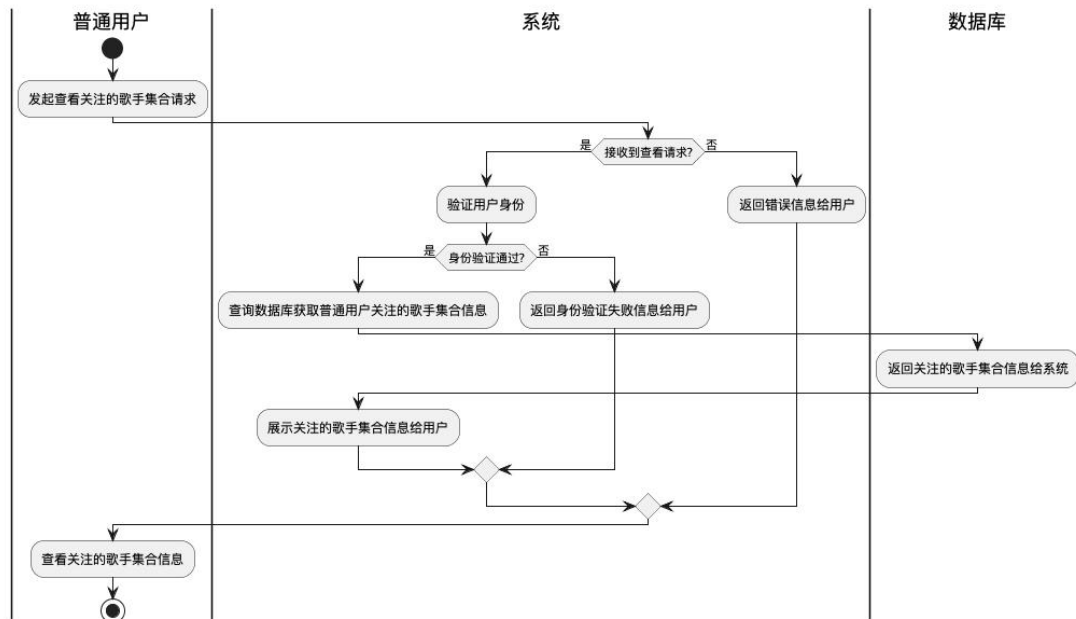 普通用户
系统
数据库
发起查看关注的歌手集合请求
是
接收到查看请求?
否
验证用户身份
返回错误信息给用户
是
身份验证通过?
否
查询数据库获取普通用户关注的歌手集合信息
返回身份验证失败信息给用户
返回关注的歌手集合信息给系统
展示关注的歌手集合信息给用户
查看关注的歌手集合信息